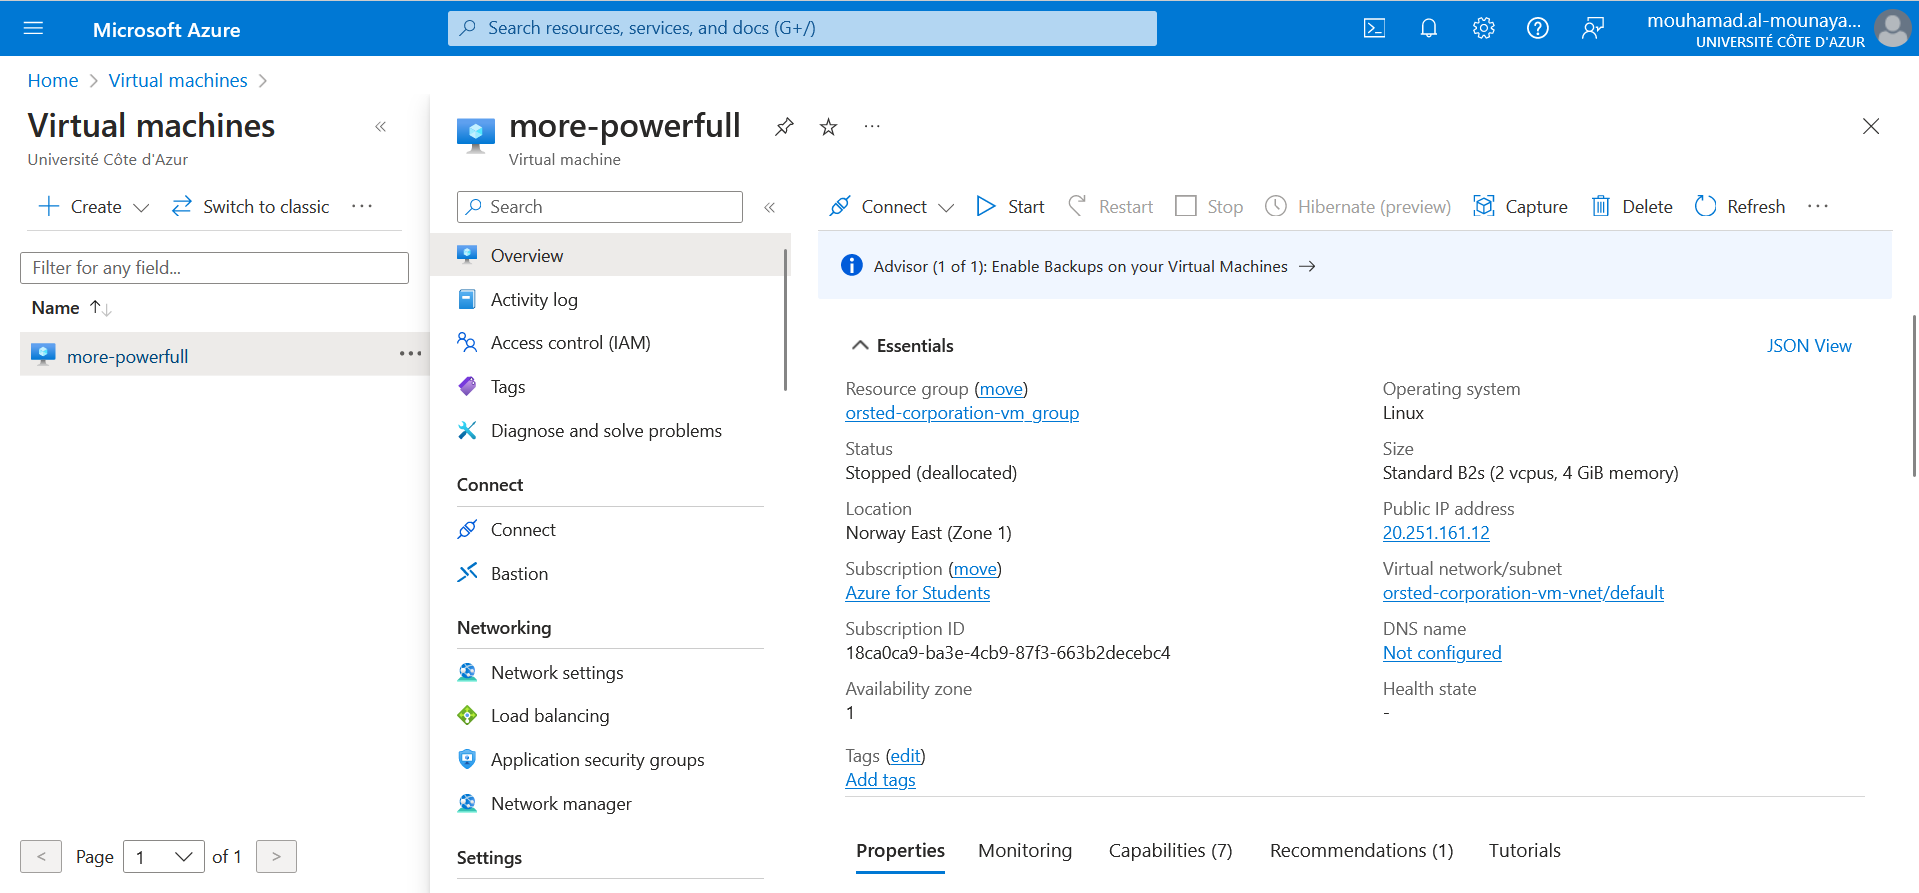 Microsoft Azure
Search resources, services, and docs (G+/)
mouhamad.al-mounaya...
UNIVERSITÉ CÔTE D'AZUR
Home > Virtual machines >
Virtual machines
Université Côte d'Azur
Create
Switch to classic
Filter for any field...
Name
more-powerfull
< Page 1 of 1 >
more-powerfull
Virtual machine
Search
Overview
Activity log
Access control (IAM)
Tags
Diagnose and solve problems
Connect
Connect
Bastion
Networking
Network settings
Load balancing
Application security groups
Network manager
Settings
Connect Start Restart Stop Hibernate (preview) Capture Delete Refresh
Advisor (1 of 1): Enable Backups on your Virtual Machines →
Essentials
JSON View
Resource group (move)
orsted-corporation-vm_group
Status
Stopped (deallocated)
Location
Norway East (Zone 1)
Subscription (move)
Azure for Students
Subscription ID
18ca0ca9-ba3e-4cb9-87f3-663b2decebc4
Availability zone
1
Operating system
Linux
Size
Standard B2s (2 vcpus, 4 GiB memory)
Public IP address
20.251.161.12
Virtual network/subnet
orsted-corporation-vm-vnet/default
DNS name
Not configured
Health state
-
Tags (edit)
Add tags
Properties Monitoring Capabilities (7) Recommendations (1) Tutorials